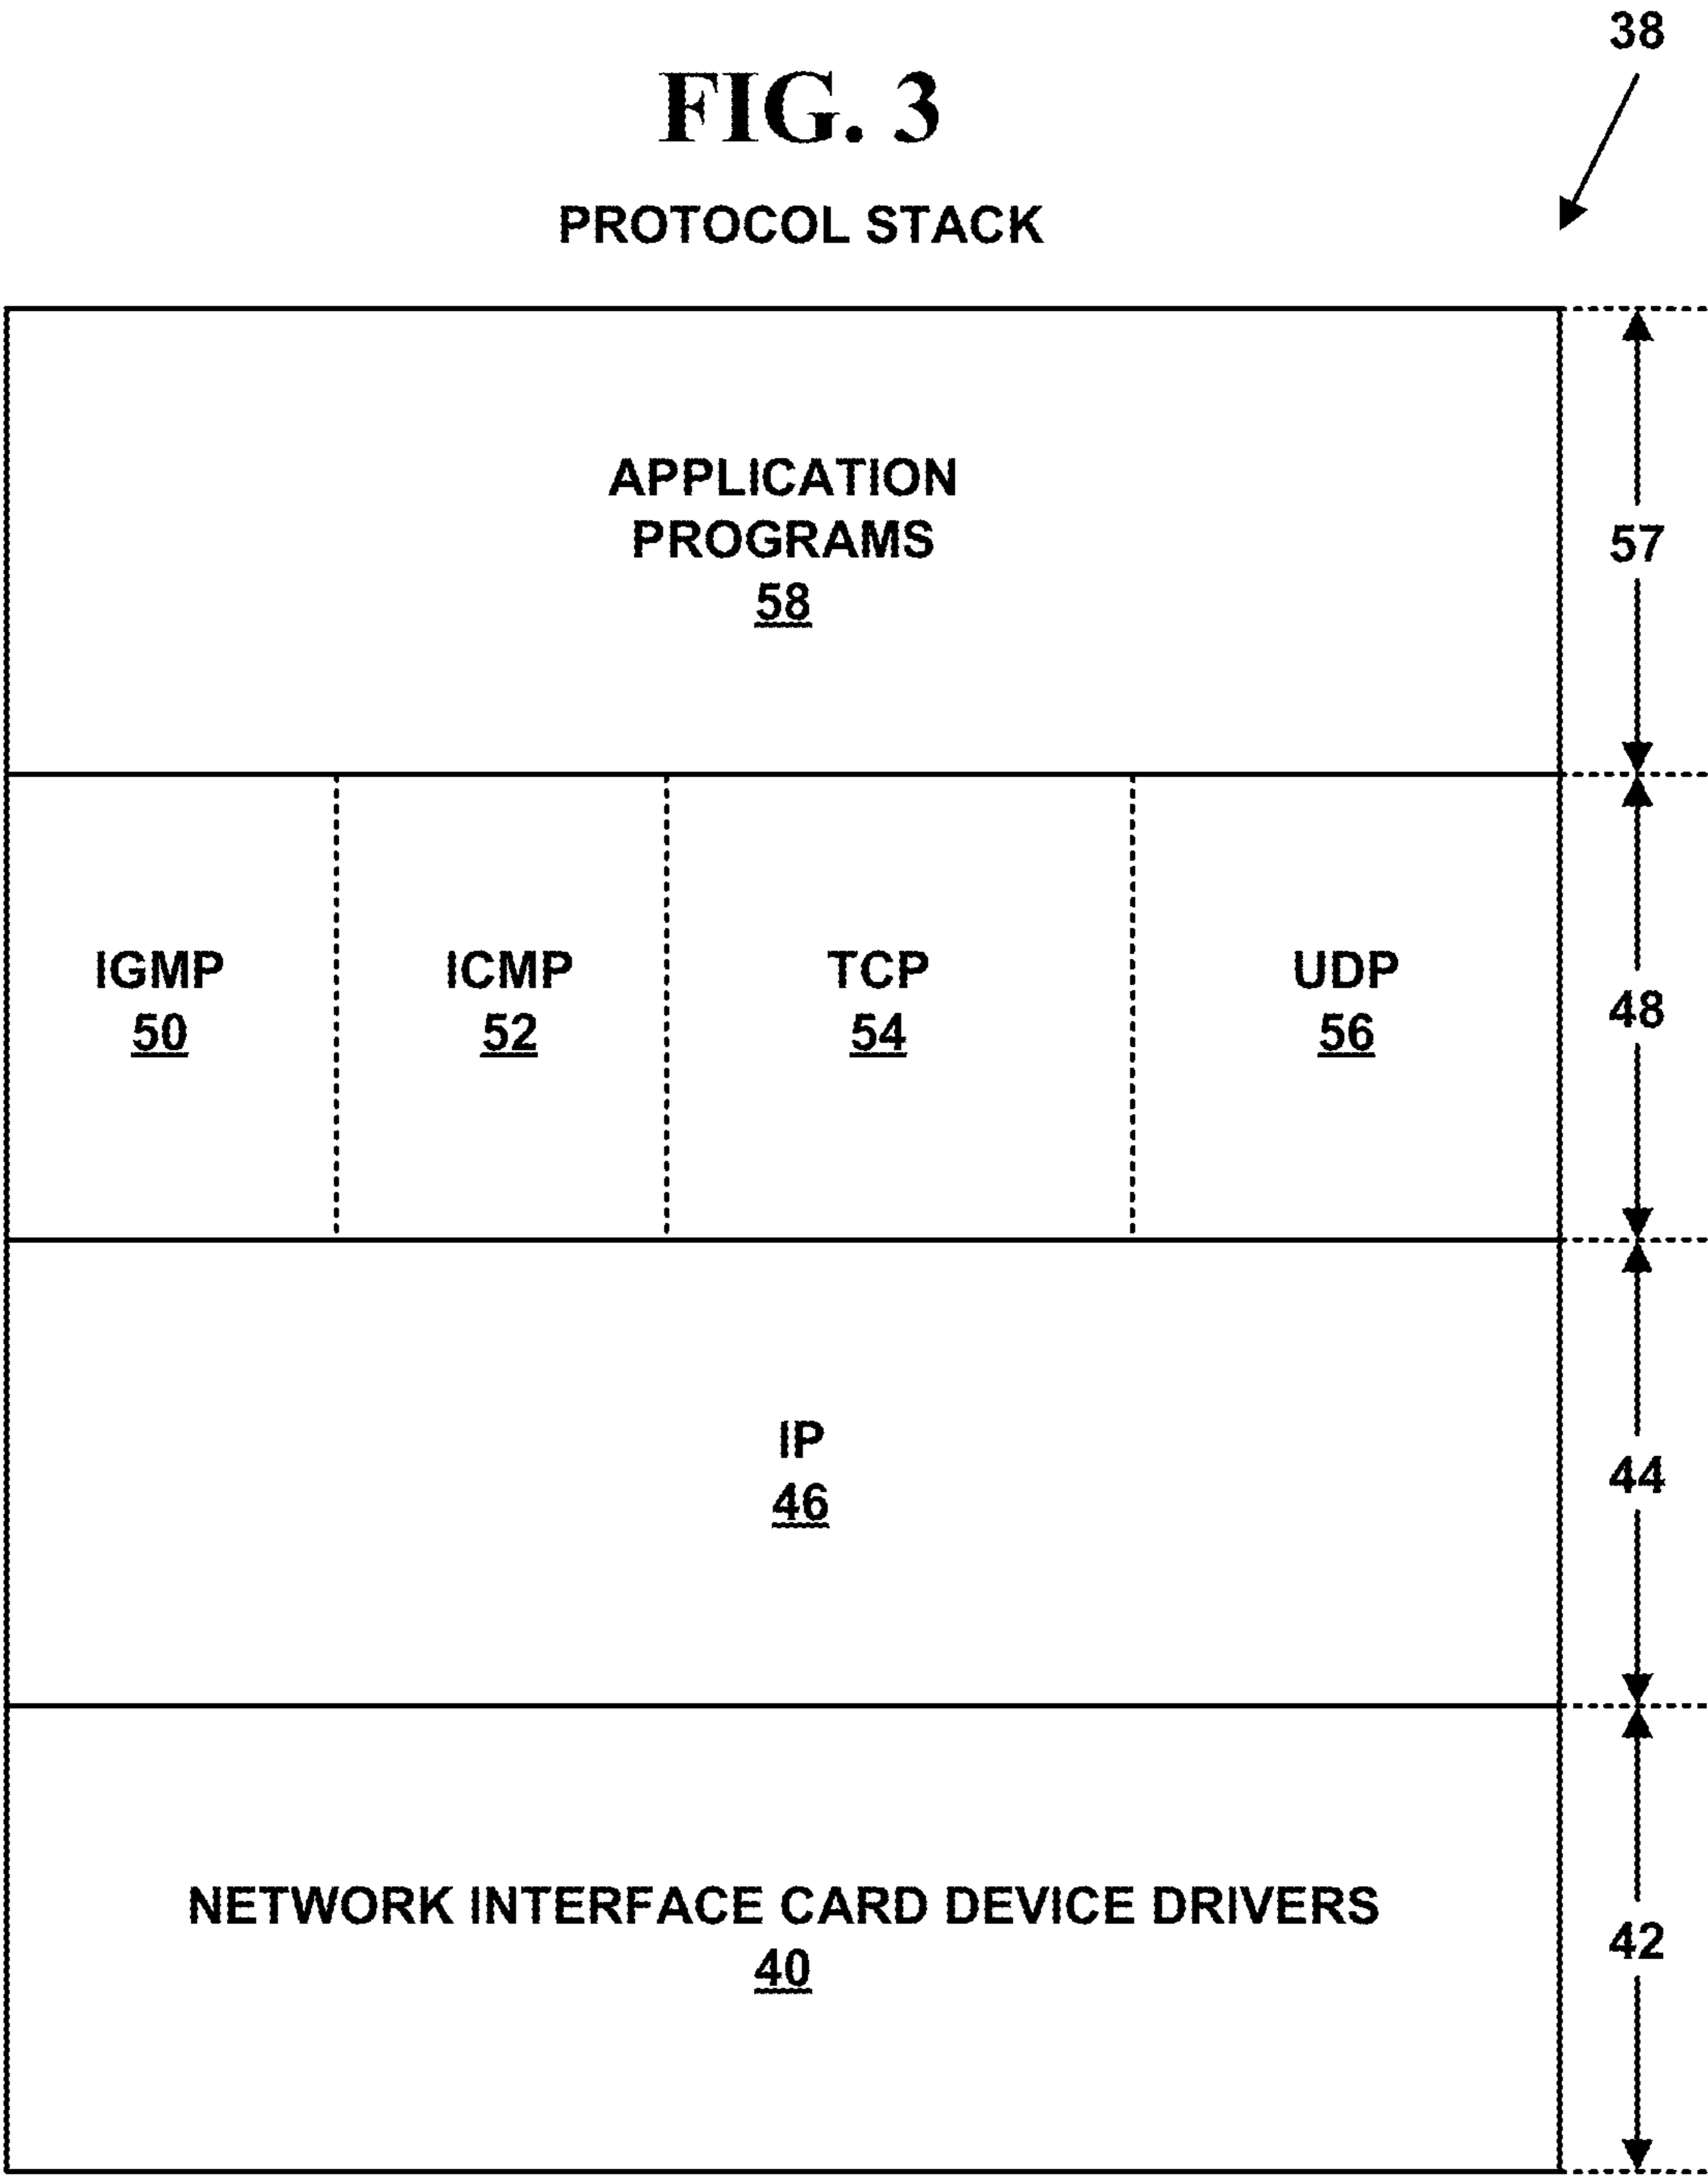 38
FIG. 3
PROTOCOL STACK
APPLICATION
PROGRAMS
58
57
IGMP
50
ICMP
52
TCP
54
UDP
56
48
IP
46
44
NETWORK INTERFACE CARD DEVICE DRIVERS
40
42